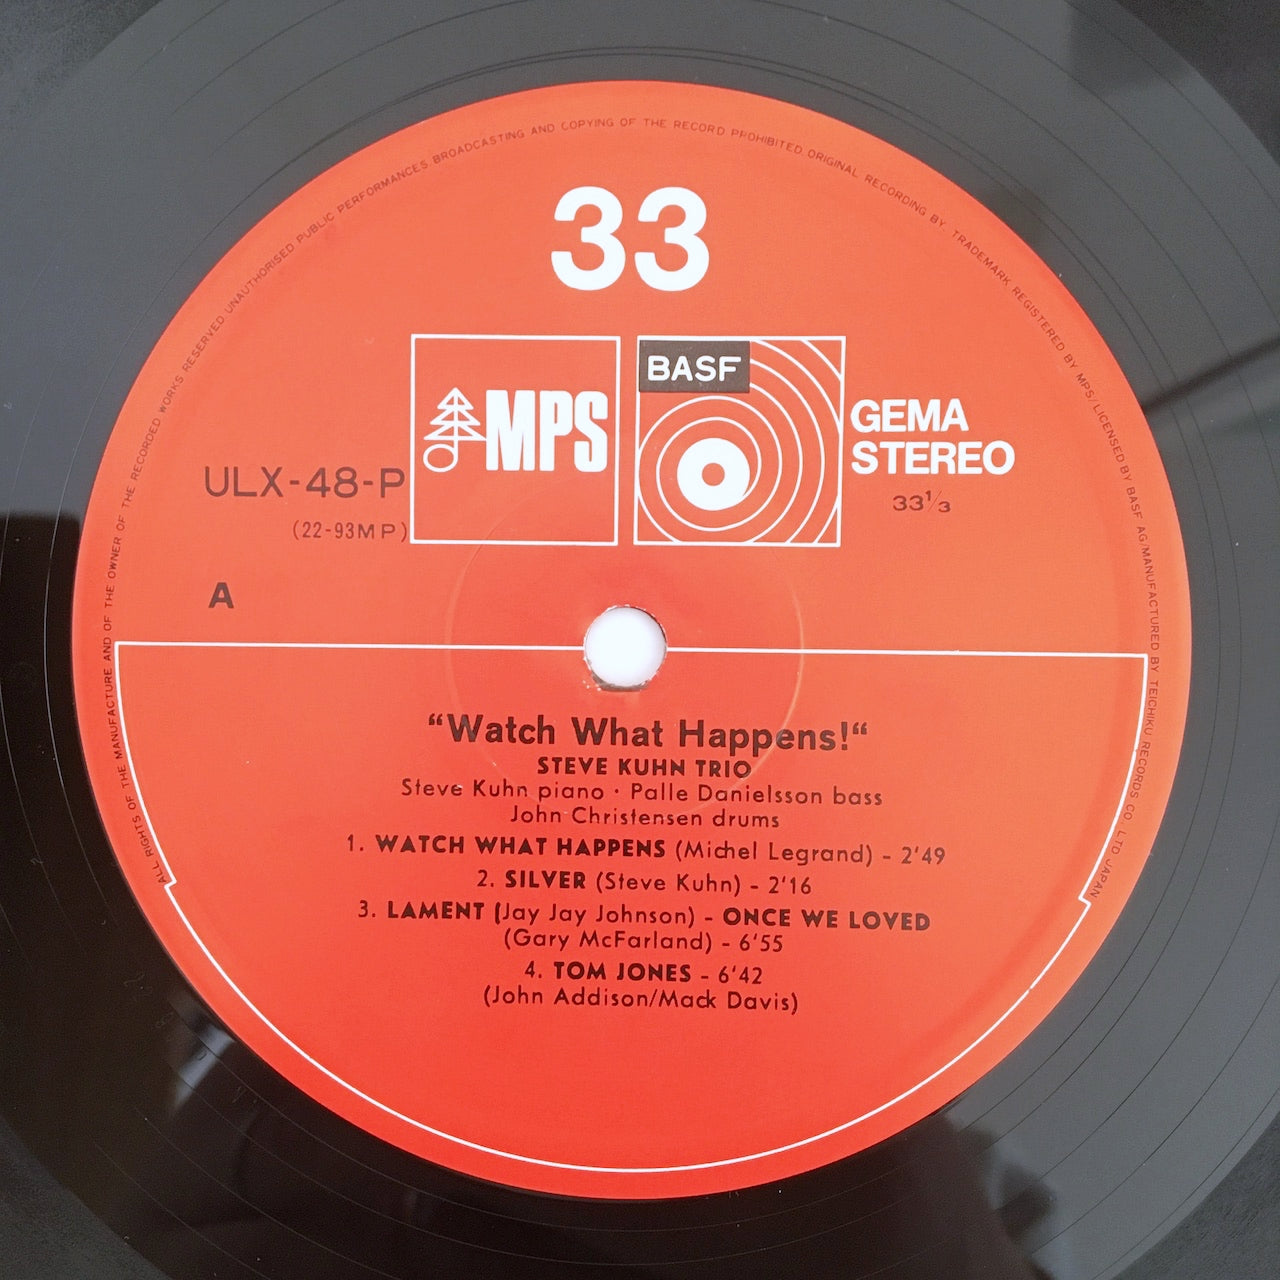 ALL RIGHTS OF THE MANUFACTURE AND OF THE OWNER OF THE RECORDED WORKS RESERVED UNAUTHORISED PUBLIC PERFORMANCES BROADCASTING AND COPYING OF THE RECORD PROHIBITED. ORIGINAL RECORDING BY, TRADEMARK REGISTERED BY MPS/LICENSED BY BASF AG/MANUFACTURED BY TEICHIKU RECORDS CO. LTD JAPAN
33
MPS
BASF
GEMA
STEREO
33⅓
ULX-48-P
(22-93MP)
A
“Watch What Happens!“
STEVE KUHN TRIO
Steve Kuhn piano · Palle Danielsson bass
John Christensen drums
1. WATCH WHAT HAPPENS (Michel Legrand) – 2'49
2. SILVER (Steve Kuhn) – 2'16
3. LAMENT (Jay Jay Johnson) – ONCE WE LOVED
(Gary McFarland) – 6'55
4. TOM JONES – 6'42
(John Addison/Mack Davis)